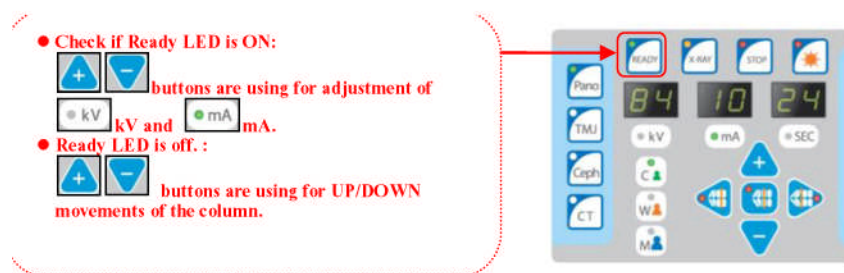 ● Check if Ready LED is ON:
+ − buttons are using for adjustment of
kV kV and mA mA.
● Ready LED is off. :
+ − buttons are using for UP/DOWN
movements of the column.
READY X-RAY STOP
Pano
84 10 24
TMJ
kV mA SEC
+
Ceph
C
CT
W
M
−